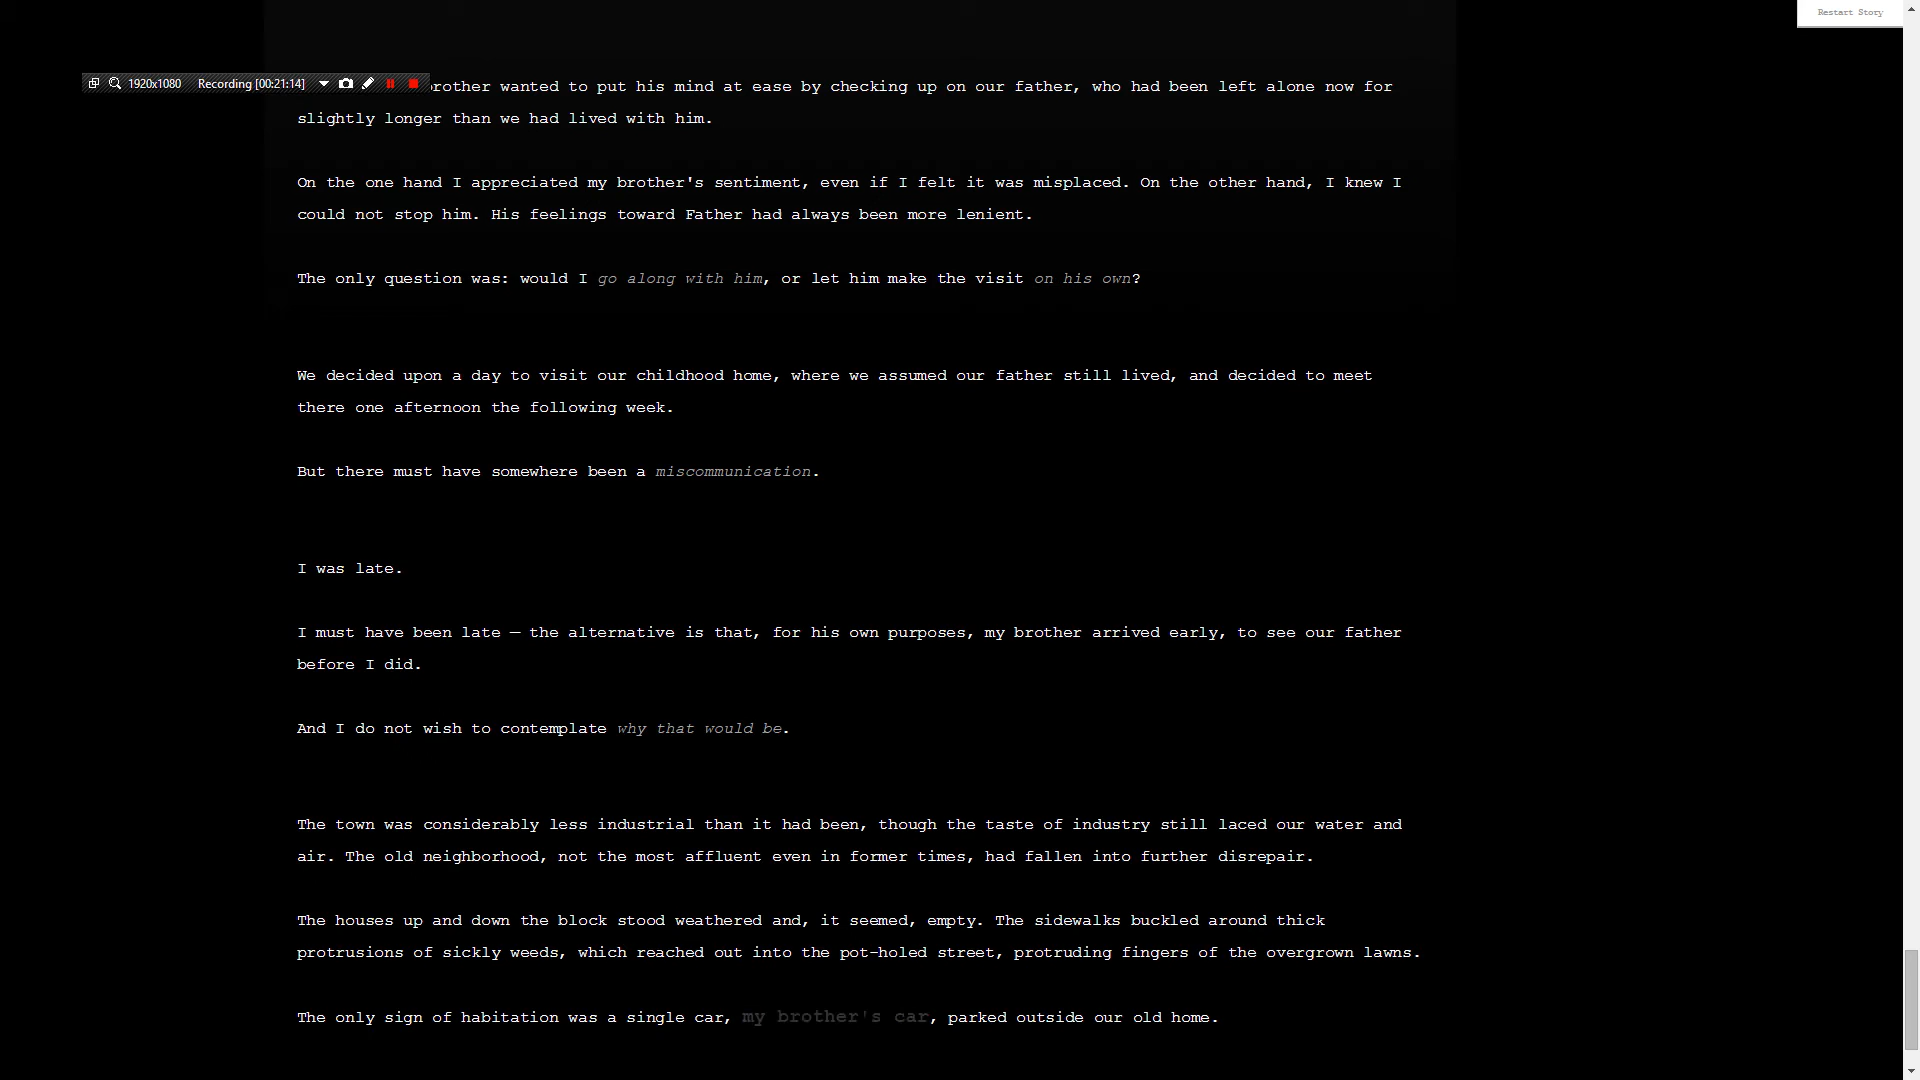 Restart Story
1920x1080 Recording [00:21:14]
rother wanted to put his mind at ease by checking up on our father, who had been left alone now for
slightly longer than we had lived with him.
On the one hand I appreciated my brother's sentiment, even if I felt it was misplaced. On the other hand, I knew I
could not stop him. His feelings toward Father had always been more lenient.
The only question was: would I go along with him, or let him make the visit on his own?
We decided upon a day to visit our childhood home, where we assumed our father still lived, and decided to meet
there one afternoon the following week.
But there must have somewhere been a miscommunication.
I was late.
I must have been late — the alternative is that, for his own purposes, my brother arrived early, to see our father
before I did.
And I do not wish to contemplate why that would be.
The town was considerably less industrial than it had been, though the taste of industry still laced our water and
air. The old neighborhood, not the most affluent even in former times, had fallen into further disrepair.
The houses up and down the block stood weathered and, it seemed, empty. The sidewalks buckled around thick
protrusions of sickly weeds, which reached out into the pot-holed street, protruding fingers of the overgrown lawns.
The only sign of habitation was a single car, my brother's car, parked outside our old home.